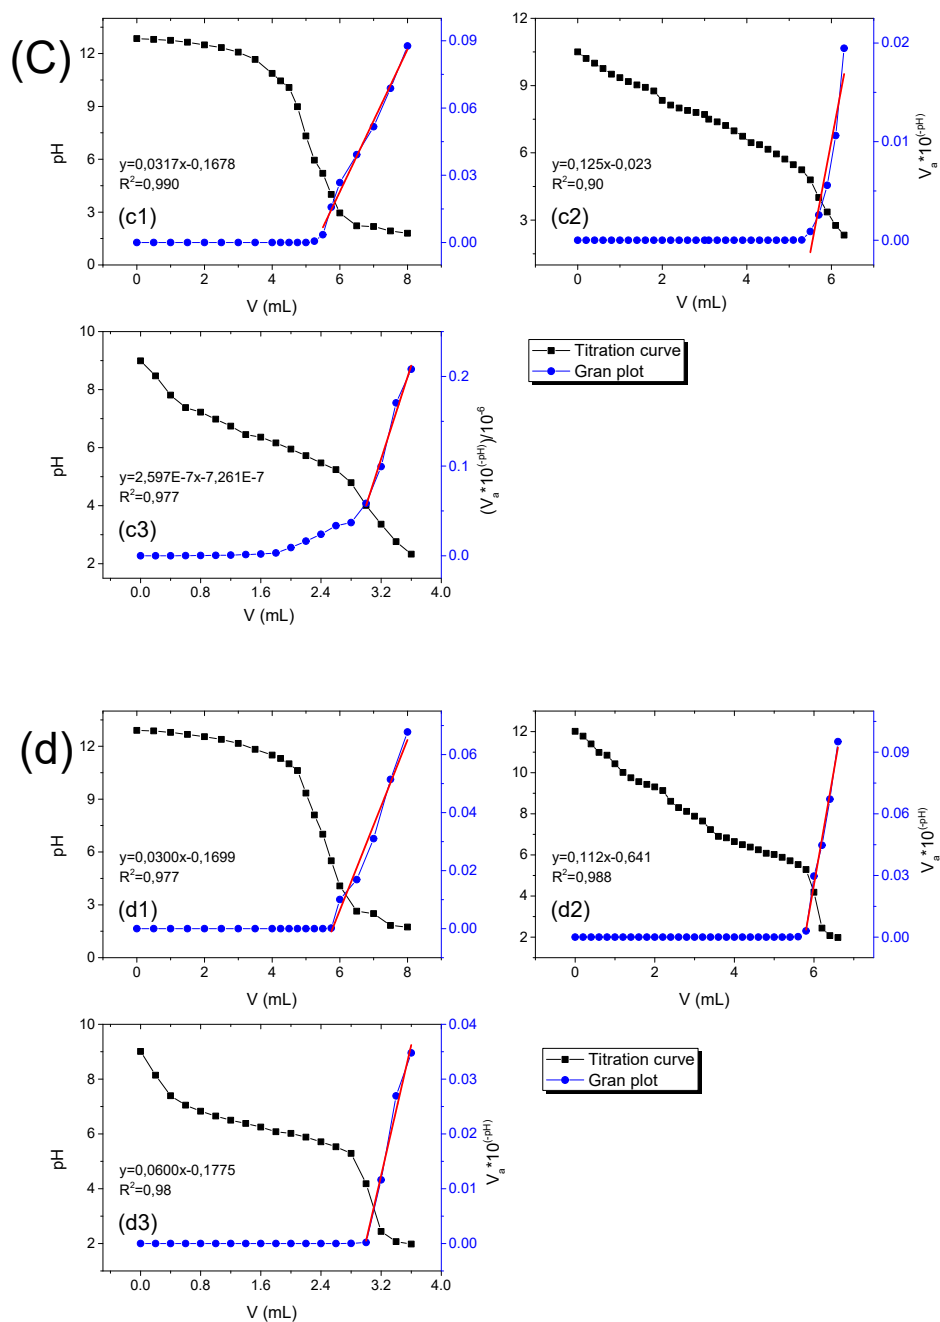 (C)
12
9
6
3
0
pH
0.09
0.06
0.03
0.00
y=0,0317x-0,1678
R²=0,990
(c1)
0 2 4 6 8
V (mL)
12
9
6
3
0.02
0.01
0.00
Vₐ*10^(-pH)
y=0,125x-0,023
R²=0,90
(c2)
0 2 4 6
V (mL)
10
8
6
4
2
pH
0.2
0.1
0.0
(Vₐ*10^(-pH))/10^-6
y=2,597E-7x-7,261E-7
R²=0,977
(c3)
0.0 0.8 1.6 2.4 3.2 4.0
V (mL)
Titration curve
Gran plot
(d)
12
9
6
3
0
pH
0.06
0.04
0.02
0.00
y=0,0300x-0,1699
R²=0,977
(d1)
0 2 4 6 8
V (mL)
12
10
8
6
4
2
0.09
0.06
0.03
0.00
Vₐ*10^(-pH)
y=0,112x-0,641
R²=0,988
(d2)
0 2 4 6
V (mL)
10
8
6
4
2
pH
0.04
0.03
0.02
0.01
0.00
Vₐ*10^(-pH)
y=0,0600x-0,1775
R²=0,98
(d3)
0.0 0.8 1.6 2.4 3.2 4.0
V (mL)
Titration curve
Gran plot